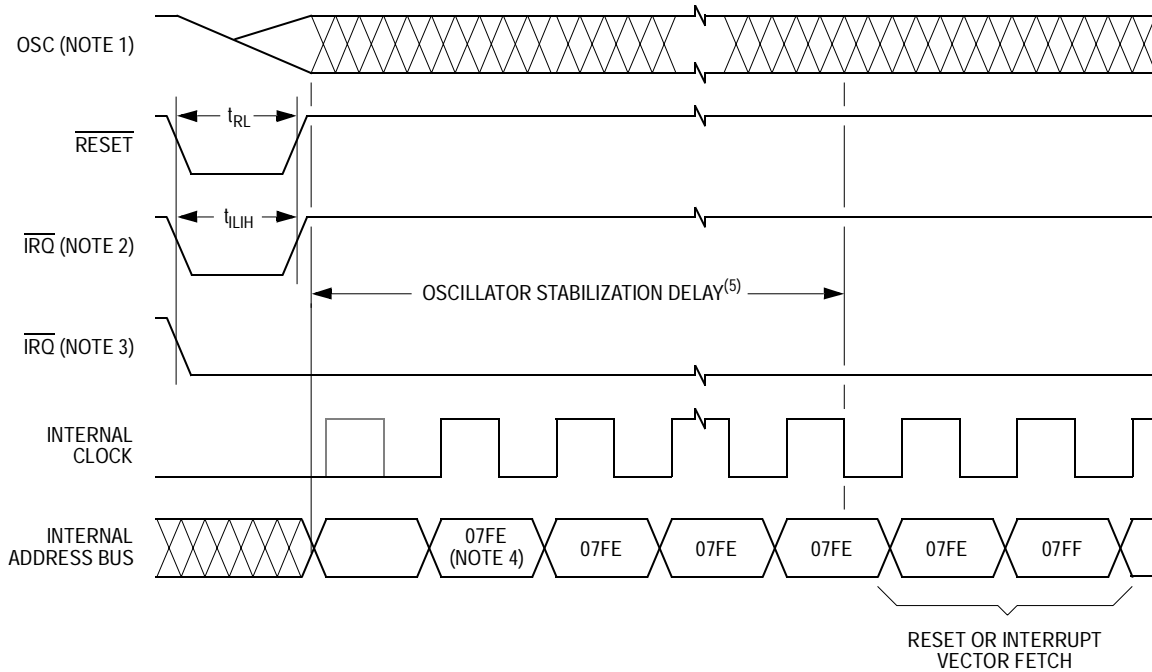 OSC (NOTE 1)
tRL
RESET
tILIH
IRQ (NOTE 2)
OSCILLATOR STABILIZATION DELAY(5)
IRQ (NOTE 3)
INTERNAL
CLOCK
INTERNAL
ADDRESS BUS
07FE
(NOTE 4)
07FE
07FE
07FE
07FE
07FF
RESET OR INTERRUPT
VECTOR FETCH